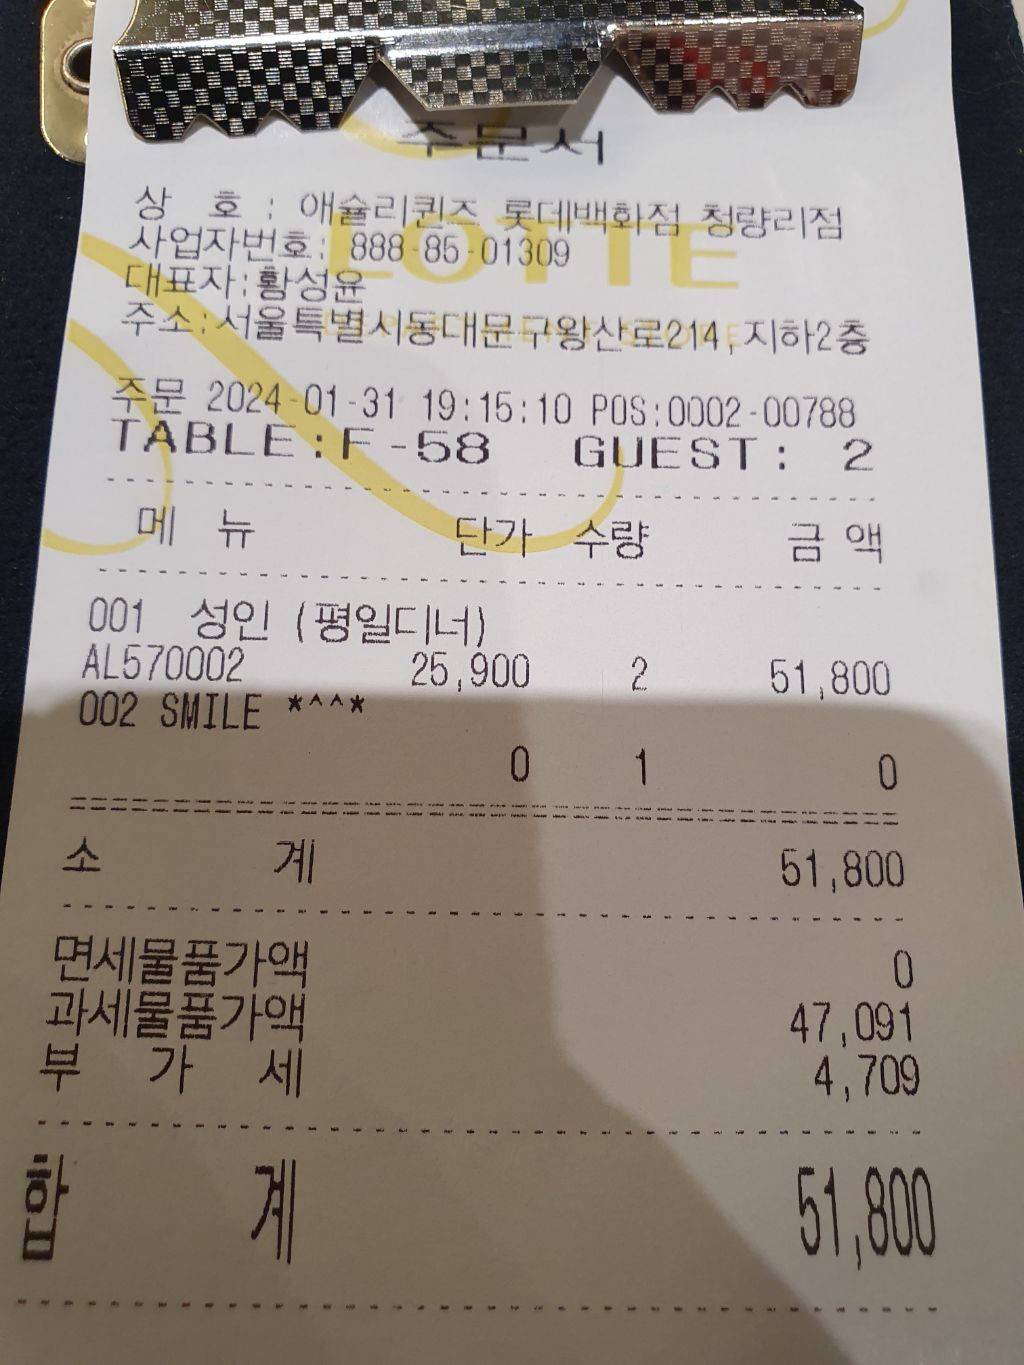 주문서
LOTTE
상 호 : 애슐리퀸즈 롯데백화점 청량리점
사업자번호: 888-85-01309
대표자:황성윤
주소:서울특별시동대문구왕산로214,지하2층
주문 2024-01-31 19:15:10 POS:0002-00788
TABLE:F-58 GUEST: 2
메 뉴 단가 수량 금 액
001 성인 (평일디너)
AL570002 25,900 2 51,800
002 SMILE *^^*
0 1 0
소 계 51,800
면세물품가액 0
과세물품가액 47,091
부 가 세 4,709
합 계 51,800